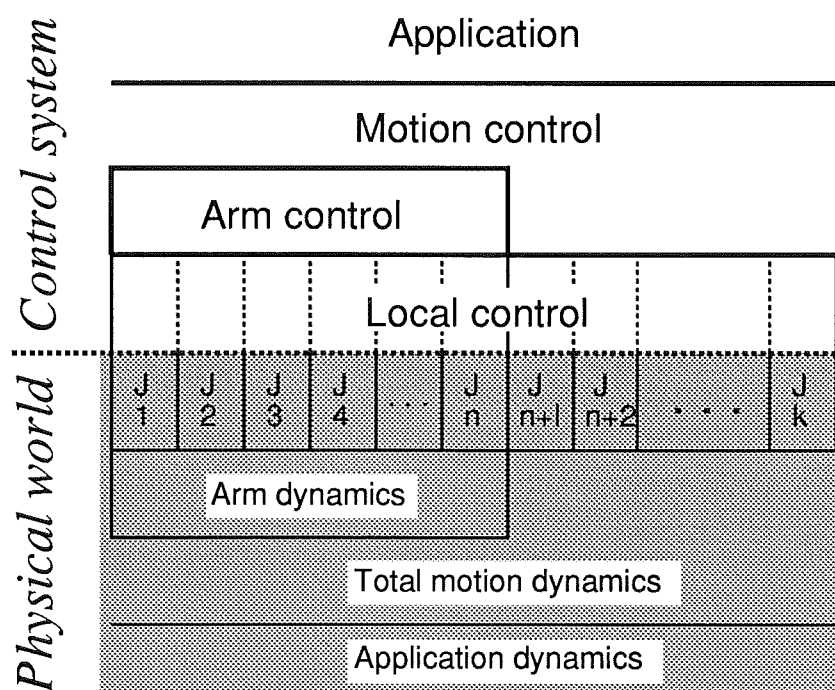 Application
Motion control
Arm control
Local control
Control system
J 1 J 2 J 3 J 4 ... J n J n+1 J n+2 ... J k
Arm dynamics
Total motion dynamics
Application dynamics
Physical world